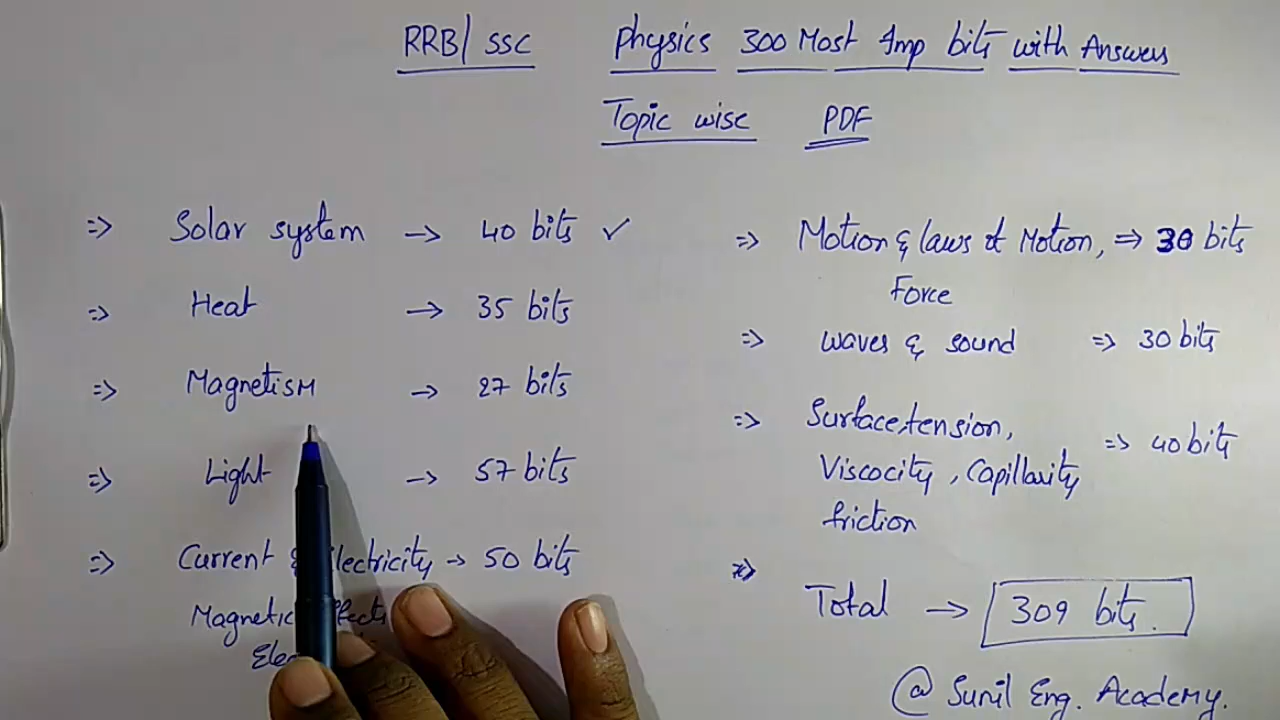 RRB/ SSC Physics 300 Most Imp bits with Answers
Topic wise PDF
=> Solar system → 40 bits ✓
=> Heat → 35 bits
=> Magnetism → 27 bits
=> Light → 57 bits
=> Current & Electricity → 50 bits
Magnetic effects
=> Motion & laws of Motion, => 30 bits
Force
=> waves & sound => 30 bits
=> Surface tension,
Viscocity, Capillarity => 40 bits
friction
=> Total → 309 bits.
@ Sunil Eng. Academy.